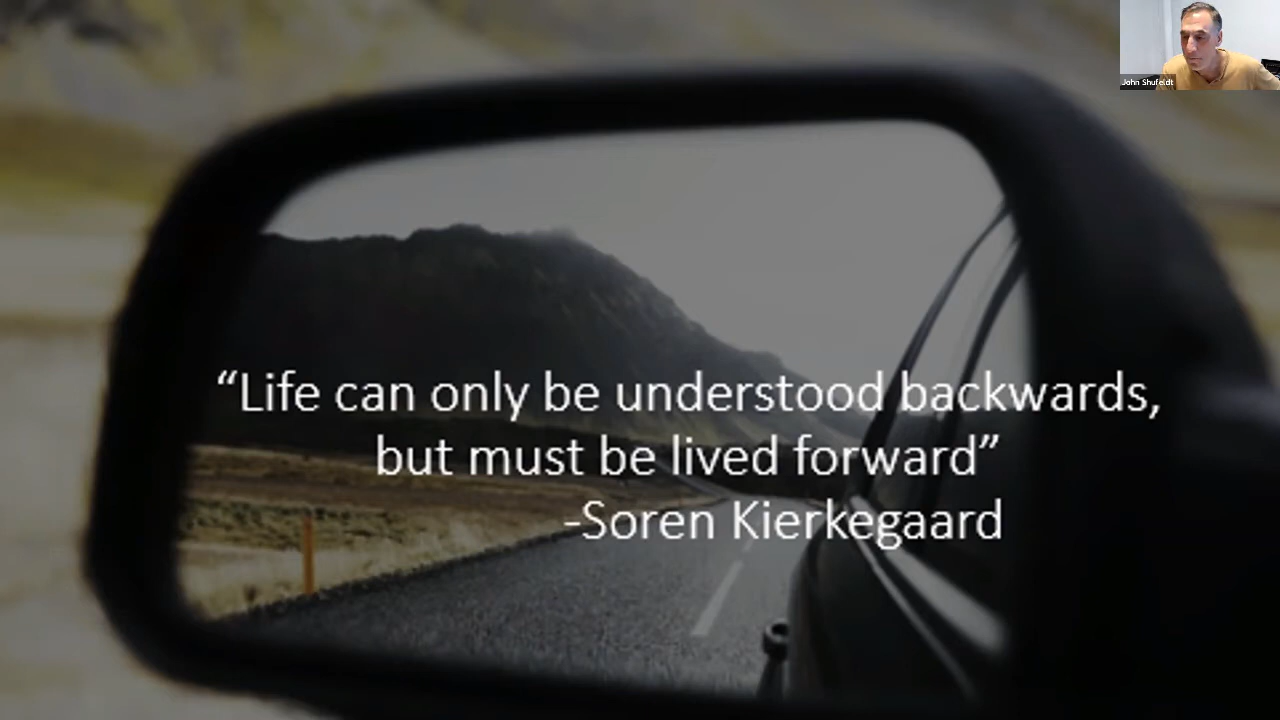 John Shufeldt
“Life can only be understood backwards,
but must be lived forward”
-Soren Kierkegaard